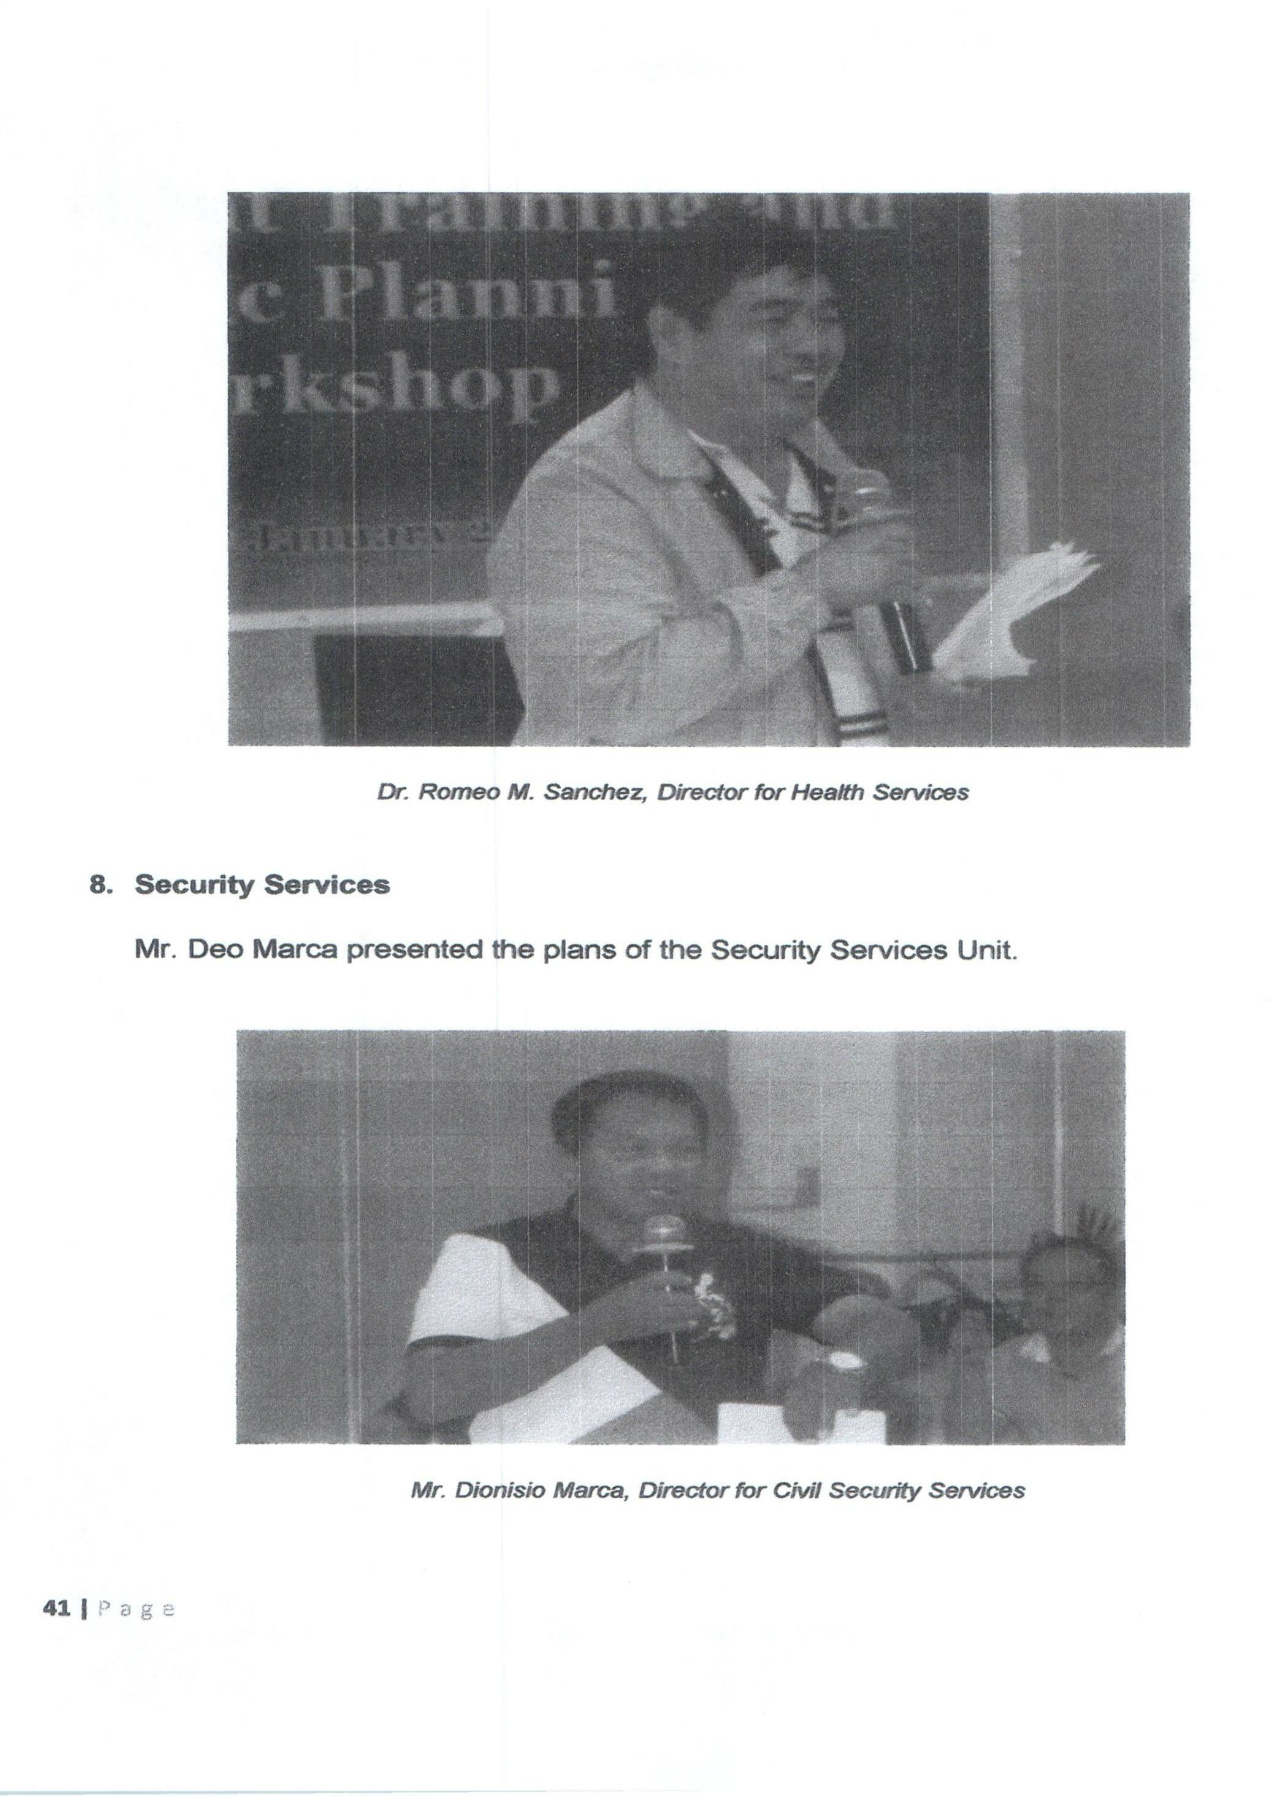 t Training and
c Planni
rkshop
January 2
Dr. Romeo M. Sanchez, Director for Health Services
8. Security Services
Mr. Deo Marca presented the plans of the Security Services Unit.
Mr. Dionisio Marca, Director for Civil Security Services
41 | Page